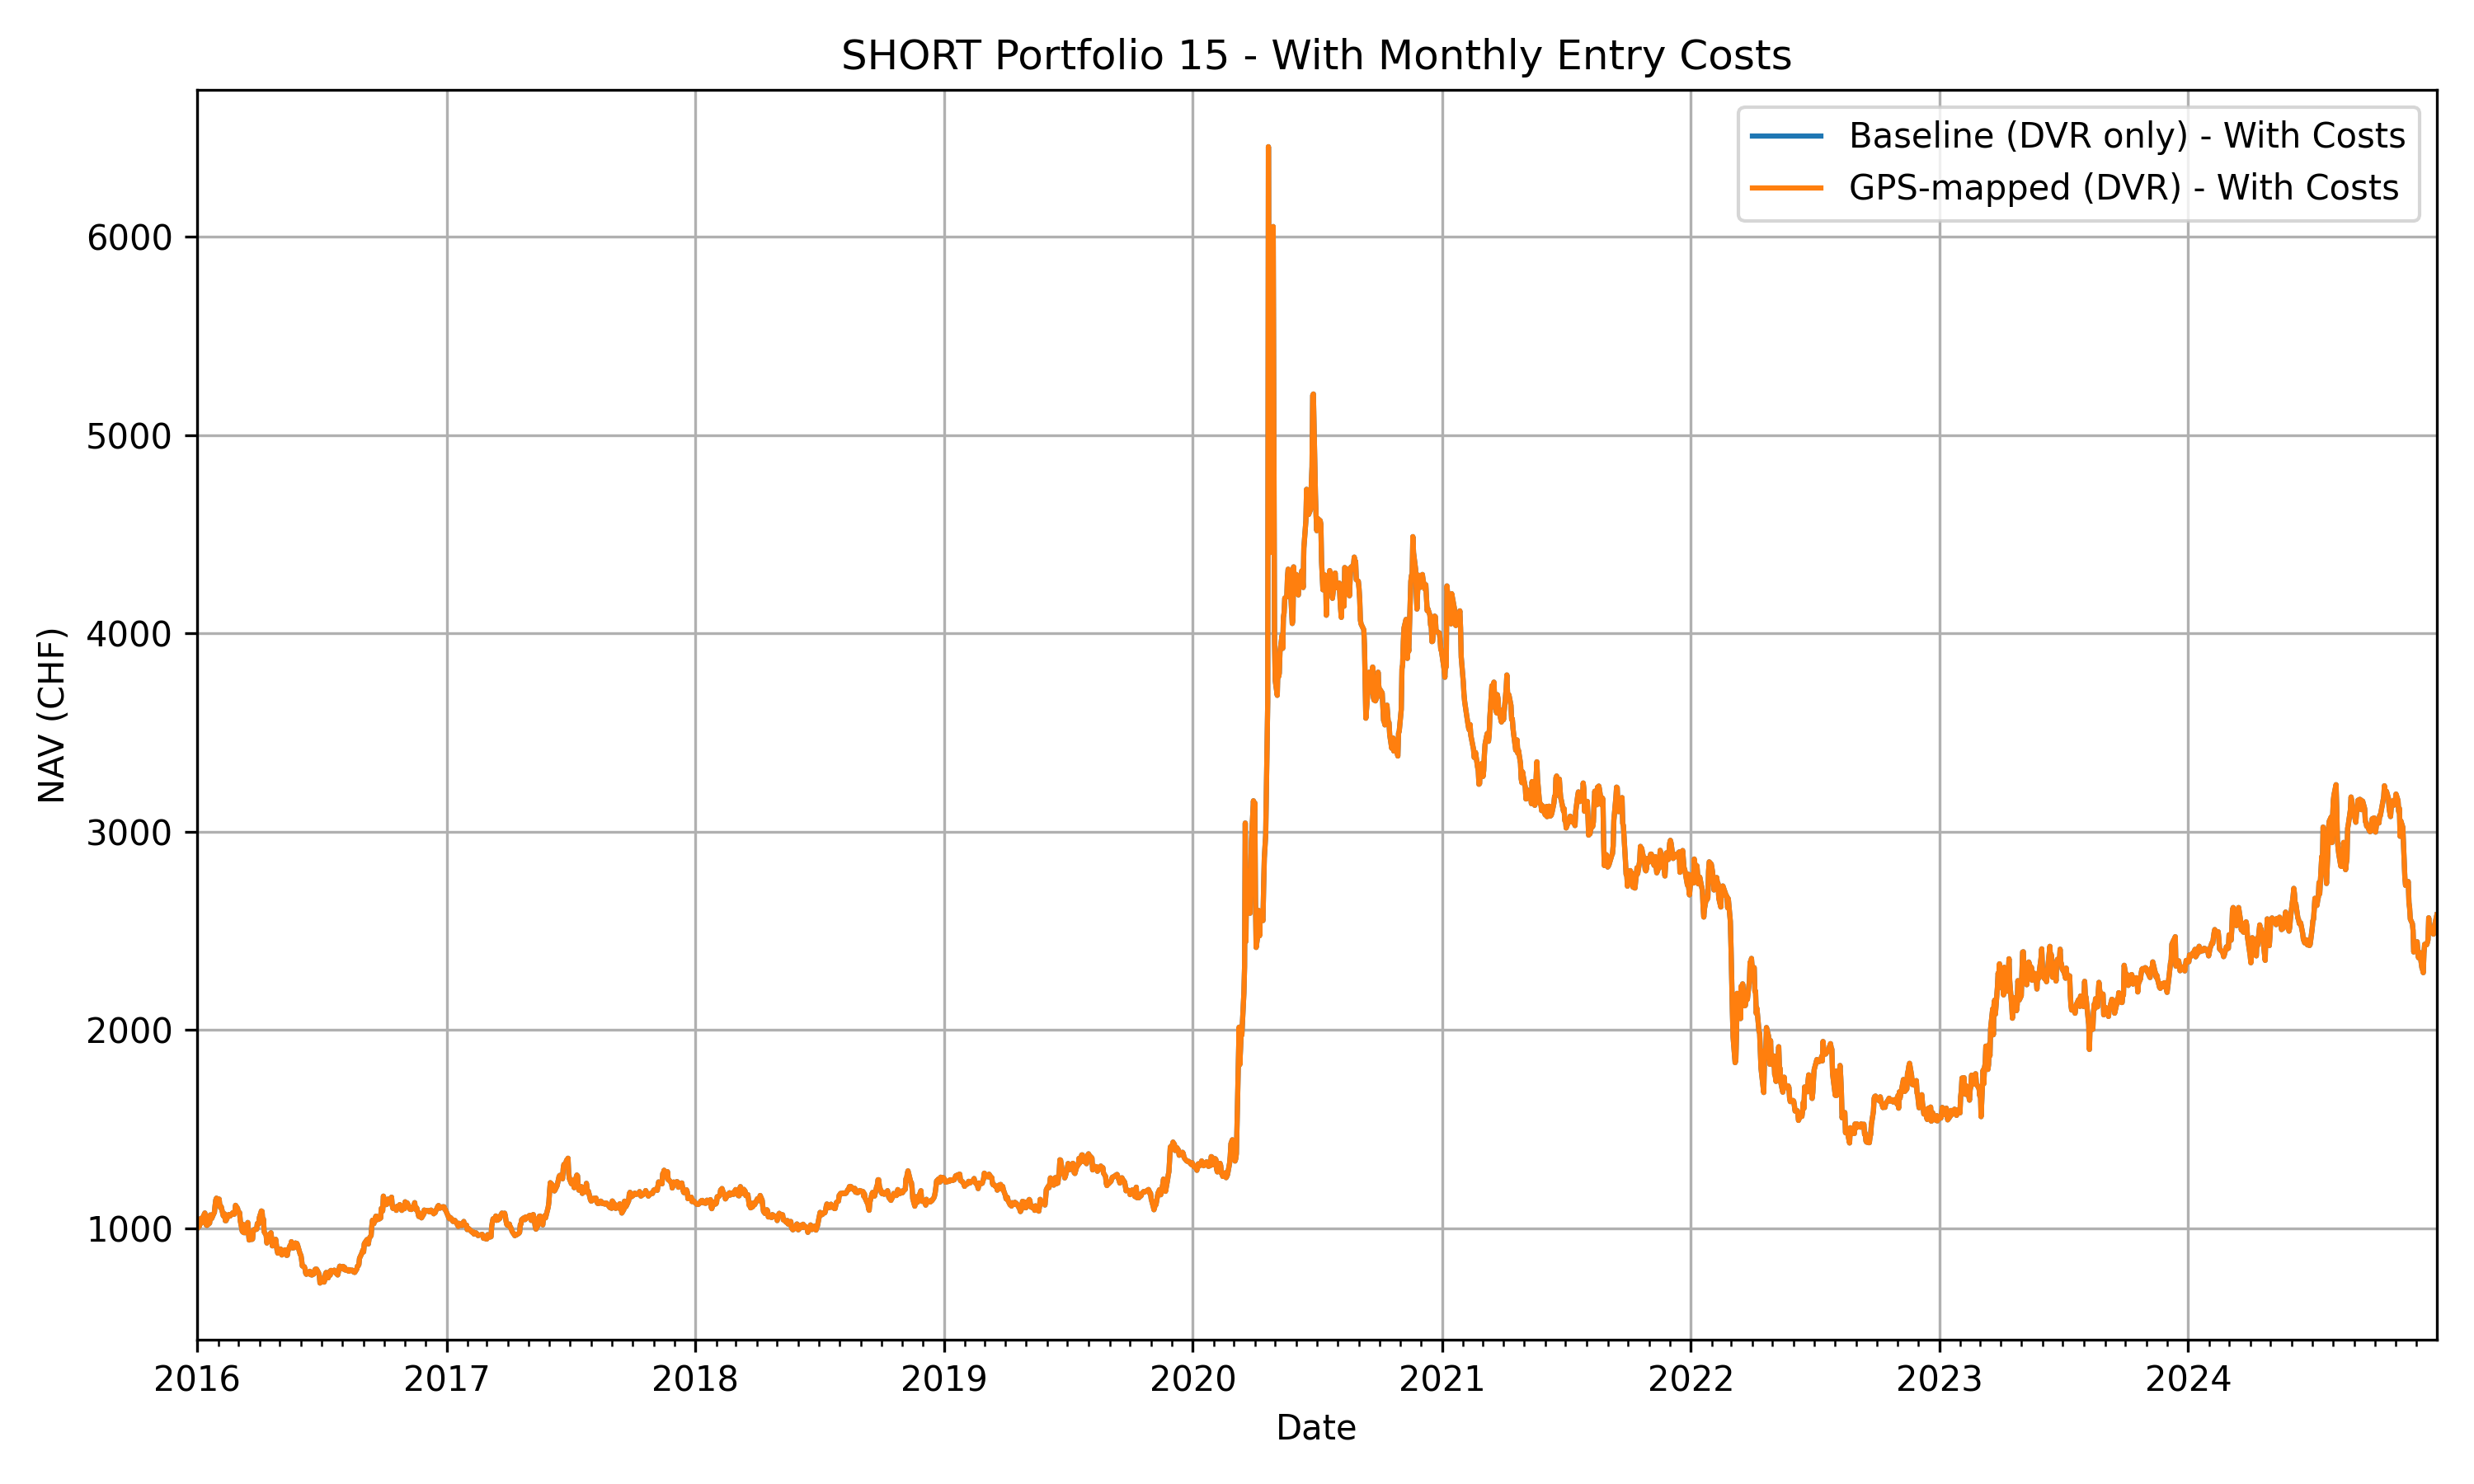 SHORT Portfolio 15 - With Monthly Entry Costs
Baseline (DVR only) - With Costs
GPS-mapped (DVR) - With Costs
NAV (CHF)
6000
5000
4000
3000
2000
1000
2016 2017 2018 2019 2020 2021 2022 2023 2024
Date